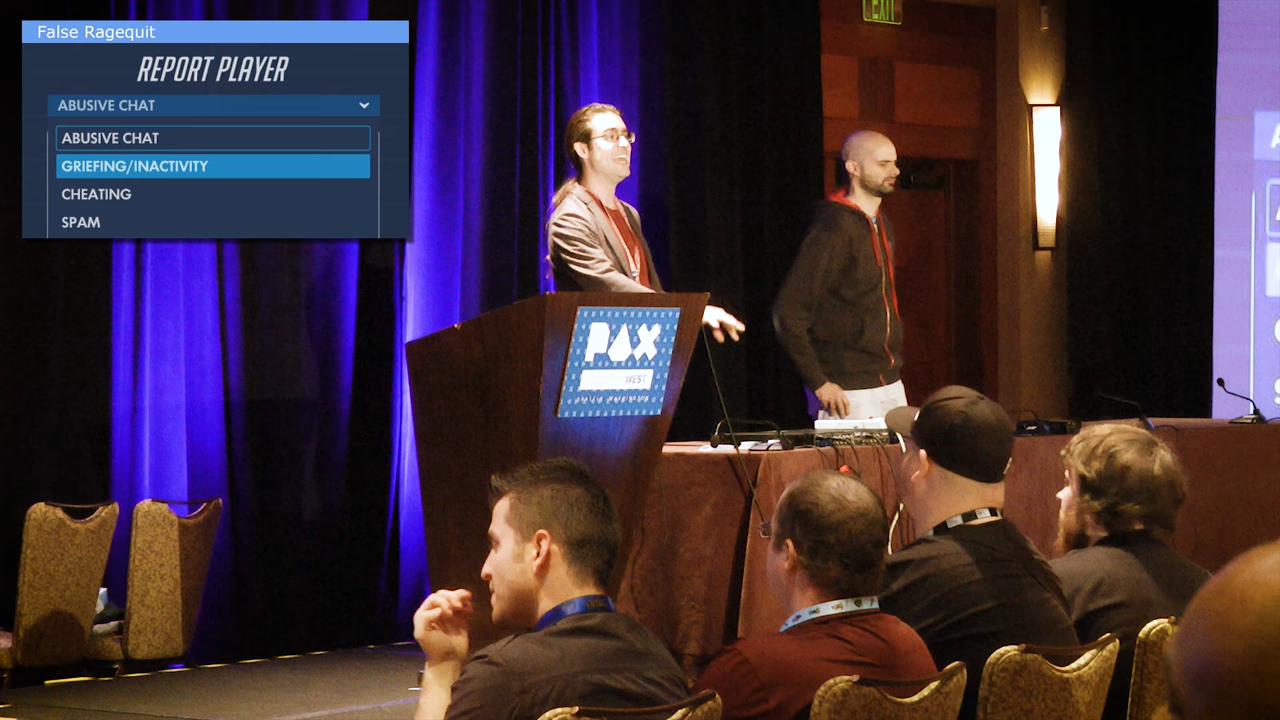 False Ragequit
REPORT PLAYER
ABUSIVE CHAT
ABUSIVE CHAT
GRIEFING/INACTIVITY
CHEATING
SPAM
EXIT
PAX
WEST